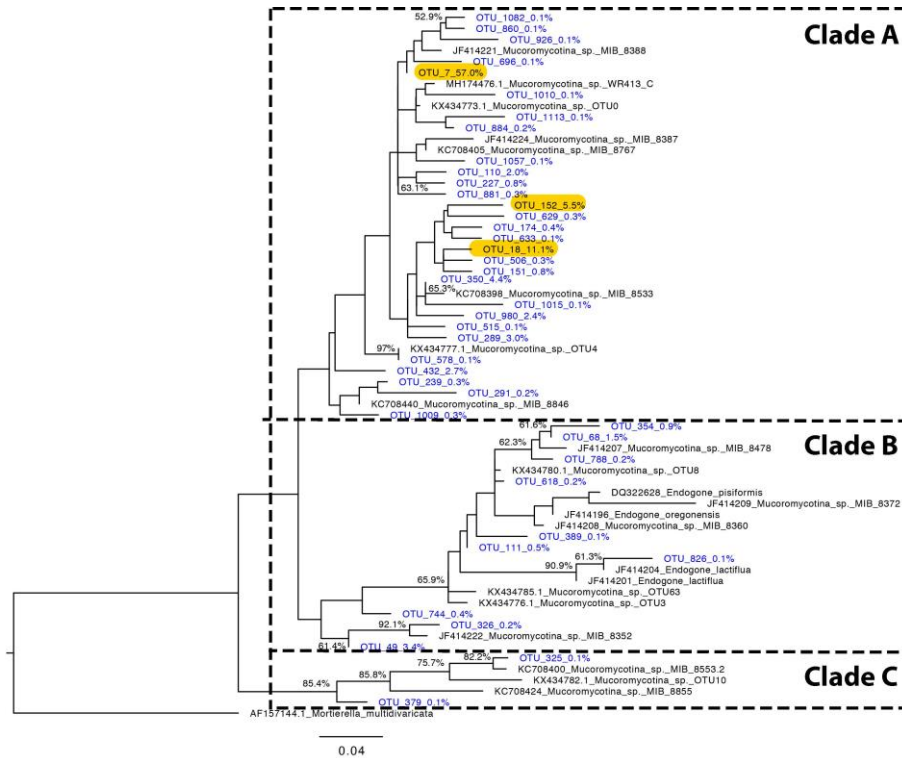 Clade A
52.9%
OTU_1082_0.1%
OTU_860_0.1%
OTU_926_0.1%
JF414221_Mucoromycotina_sp._MIB_8388
OTU_696_0.1%
OTU_7_57.0%
MH174476.1_Mucoromycotina_sp._WR413_C
OTU_1010_0.1%
KX434773.1_Mucoromycotina_sp._OTU0
OTU_1113_0.1%
OTU_884_0.2%
JF414224_Mucoromycotina_sp._MIB_8387
KC708405_Mucoromycotina_sp._MIB_8767
OTU_1057_0.1%
OTU_110_2.0%
OTU_227_0.8%
63.1%
OTU_881_0.3%
OTU_152_5.5%
OTU_629_0.3%
OTU_174_0.4%
OTU_633_0.1%
OTU_18_11.1%
OTU_506_0.3%
OTU_151_0.8%
OTU_350_4.4%
65.3%
KC708398_Mucoromycotina_sp._MIB_8533
OTU_1015_0.1%
OTU_980_2.4%
OTU_515_0.1%
OTU_289_3.0%
97%
KX434777.1_Mucoromycotina_sp._OTU4
OTU_578_0.1%
OTU_432_2.7%
OTU_239_0.3%
OTU_291_0.2%
KC708440_Mucoromycotina_sp._MIB_8846
OTU_1009_0.3%
Clade B
61.6%
OTU_354_0.9%
OTU_68_1.5%
62.3%
JF414207_Mucoromycotina_sp._MIB_8478
OTU_788_0.2%
KX434780.1_Mucoromycotina_sp._OTU8
OTU_618_0.2%
DQ322628_Endogone_pisiformis
JF414209_Mucoromycotina_sp._MIB_8372
JF414196_Endogone_oregonensis
JF414208_Mucoromycotina_sp._MIB_8360
OTU_389_0.1%
OTU_111_0.5%
61.3%
OTU_826_0.1%
90.9%
JF414204_Endogone_lactiflua
JF414201_Endogone_lactiflua
65.9%
KX434785.1_Mucoromycotina_sp._OTU63
KX434776.1_Mucoromycotina_sp._OTU3
OTU_744_0.4%
92.1%
OTU_326_0.2%
JF414222_Mucoromycotina_sp._MIB_8352
61.4%
OTU_49_3.4%
Clade C
82.2%
OTU_325_0.1%
75.7%
KC708400_Mucoromycotina_sp._MIB_8553.2
85.8%
KX434782.1_Mucoromycotina_sp._OTU10
85.4%
KC708424_Mucoromycotina_sp._MIB_8855
OTU_379_0.1%
AF157144.1_Mortierella_multidivaricata
0.04